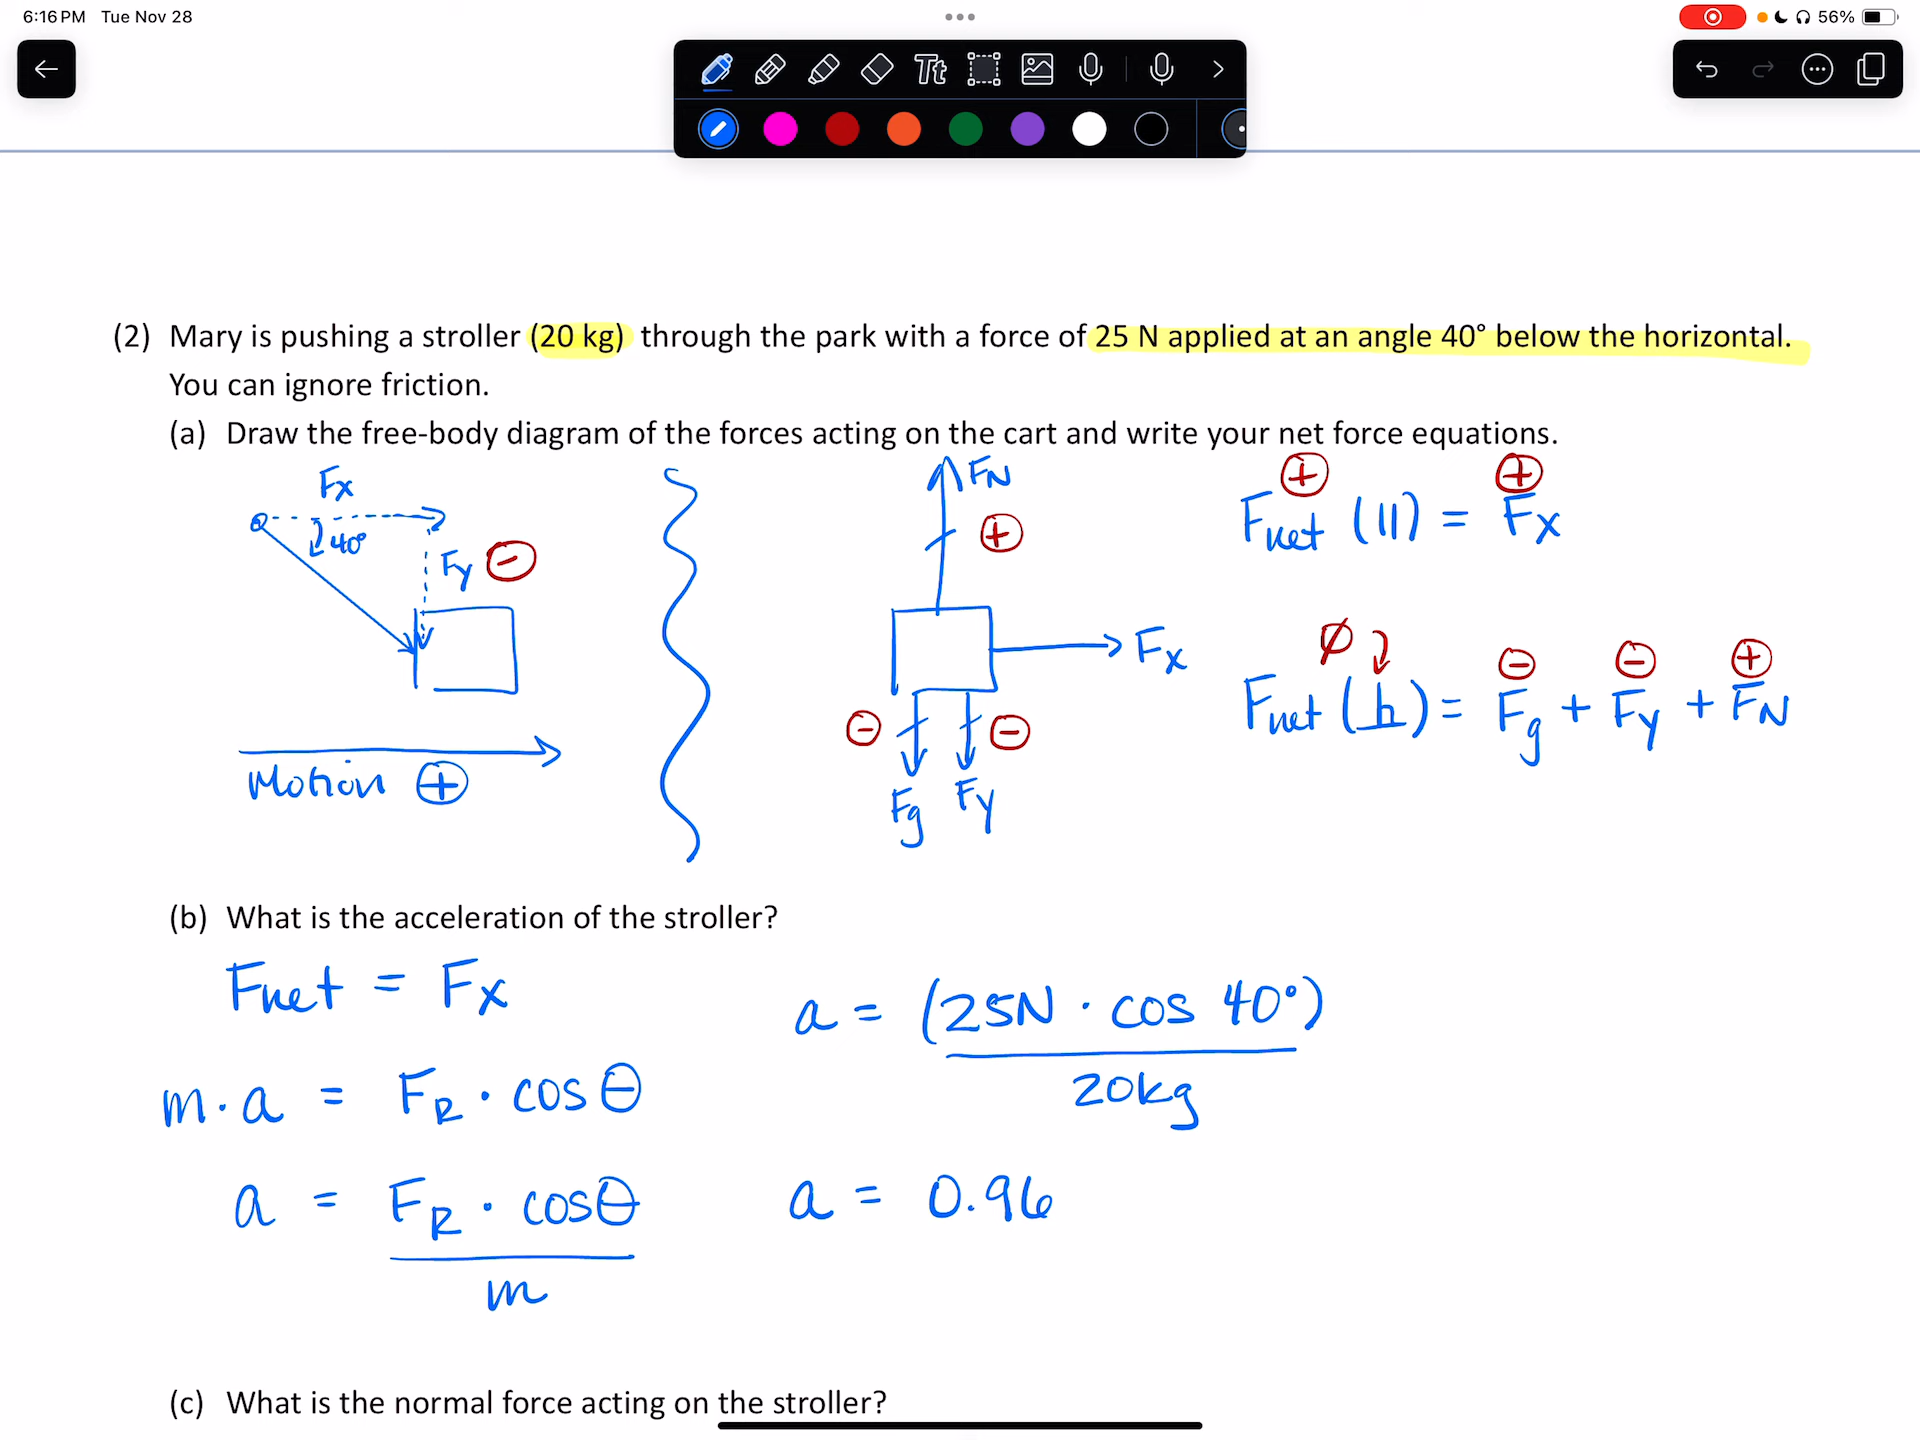 6:16 PM Tue Nov 28
56%
Tt
(2) Mary is pushing a stroller (20 kg) through the park with a force of 25 N applied at an angle 40° below the horizontal.
You can ignore friction.
(a) Draw the free-body diagram of the forces acting on the cart and write your net force equations.
Fx
40°
Fy ⊖
Motion ⊕
FN
⊕
Fx
⊖ ⊖
Fg Fy
⊕ ⊕
Fnet (||) = Fx
Ø ⊖ ⊖ ⊕
Fnet (h) = Fg + Fy + FN
(b) What is the acceleration of the stroller?
Fnet = Fx
m · a = FR · cos θ
a = FR · cosθ
m
a = (25N · cos 40°)
20kg
a = 0.96
(c) What is the normal force acting on the stroller?